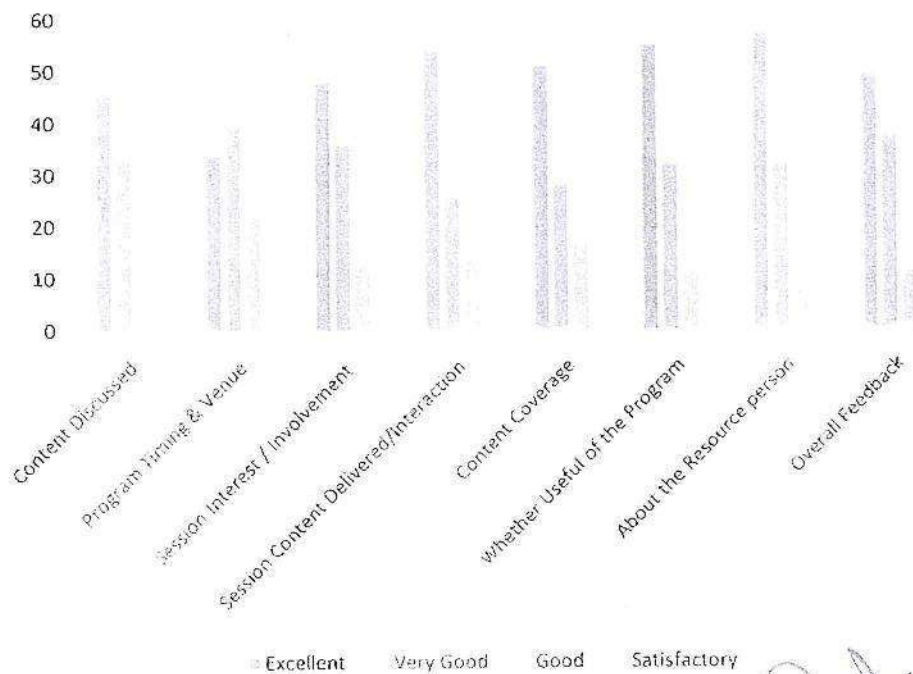 60
50
40
30
20
10
0
Content Discussed
Program Timing & Venue
Session Interest / Involvement
Session Content Delivered/Interaction
Content Coverage
Whether Useful of the Program
About the Resource person
Overall Feedback
Excellent Very Good Good Satisfactory